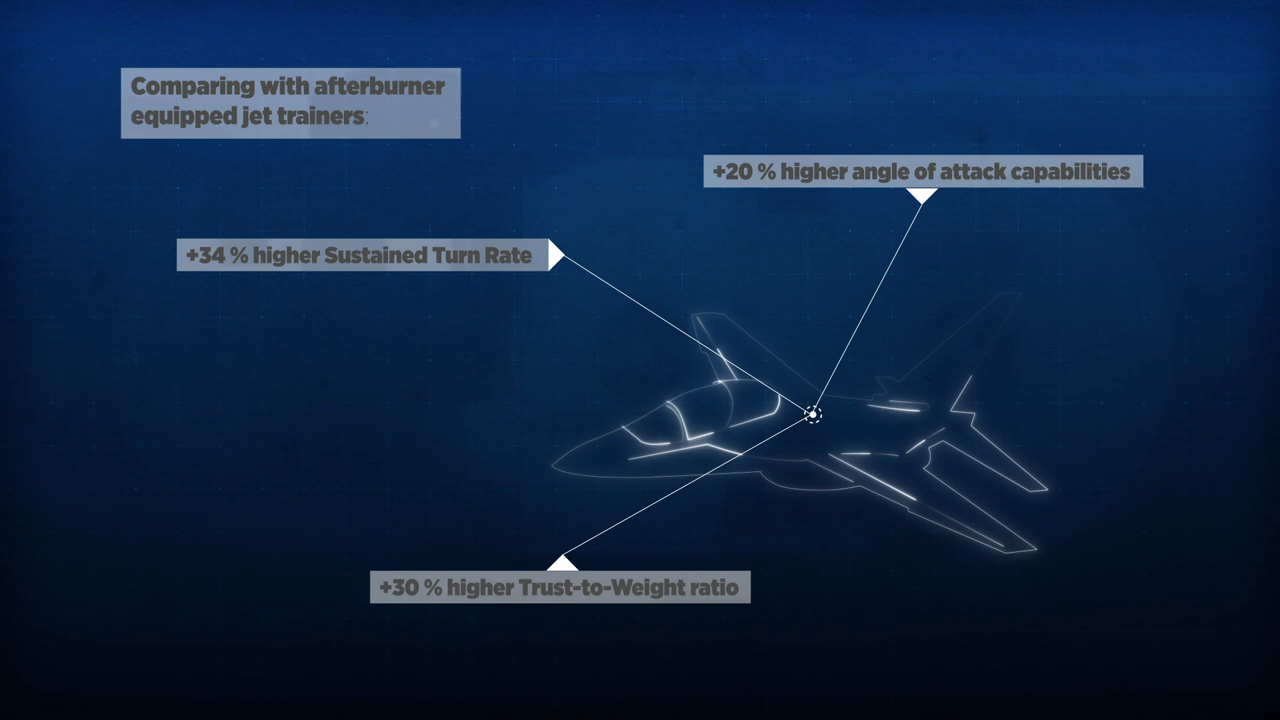 Comparing with afterburner
equipped jet trainers:
+20 % higher angle of attack capabilities
+34 % higher Sustained Turn Rate
+30 % higher Trust-to-Weight ratio